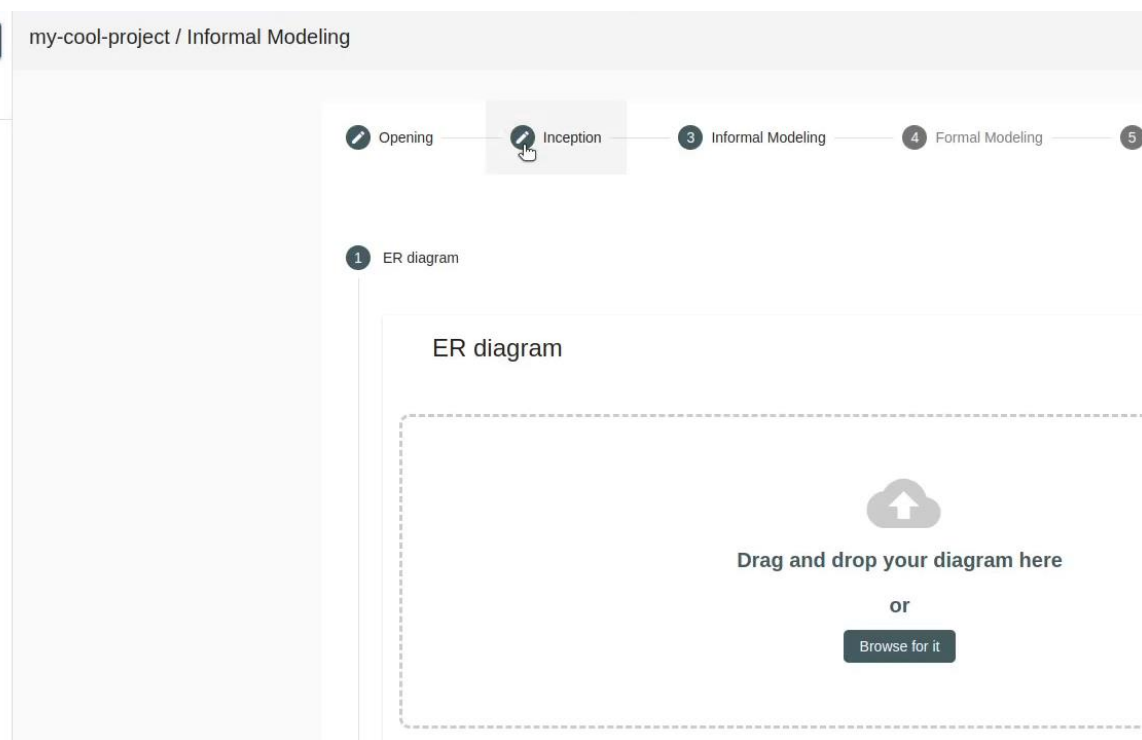 my-cool-project / Informal Modeling
Opening Inception 3 Informal Modeling 4 Formal Modeling 5
1 ER diagram
ER diagram
Drag and drop your diagram here
or
Browse for it